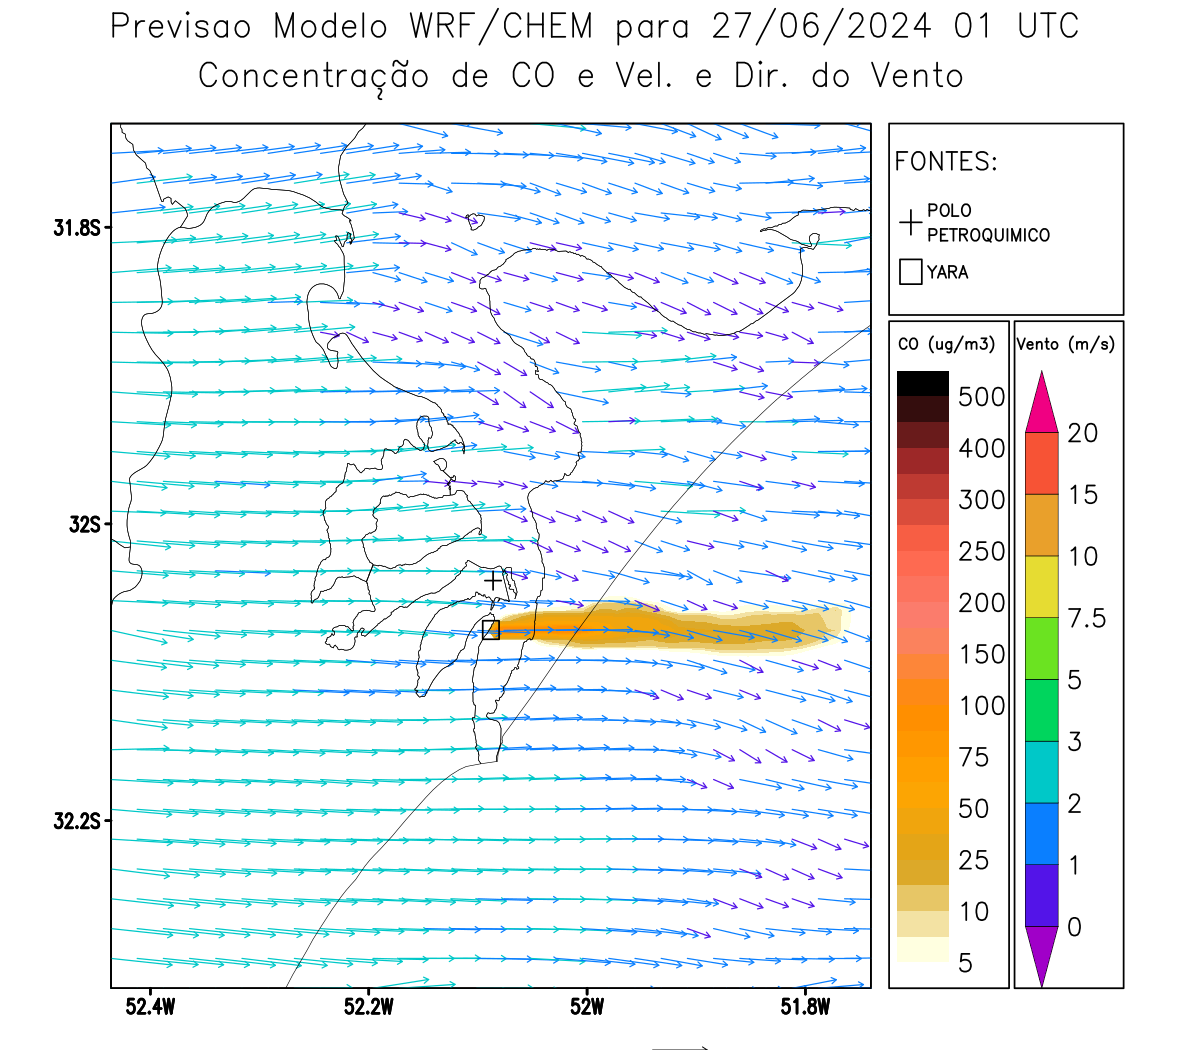 Previsao Modelo WRF/CHEM para 27/06/2024 01 UTC
Concentração de CO e Vel. e Dir. do Vento
FONTES:
POLO
PETROQUIMICO
YARA
31.8S
32S
32.2S
52.4W
52.2W
52W
51.8W
CO (ug/m3)
500
400
300
250
200
150
100
75
50
25
10
5
Vento (m/s)
20
15
10
7.5
5
3
2
1
0